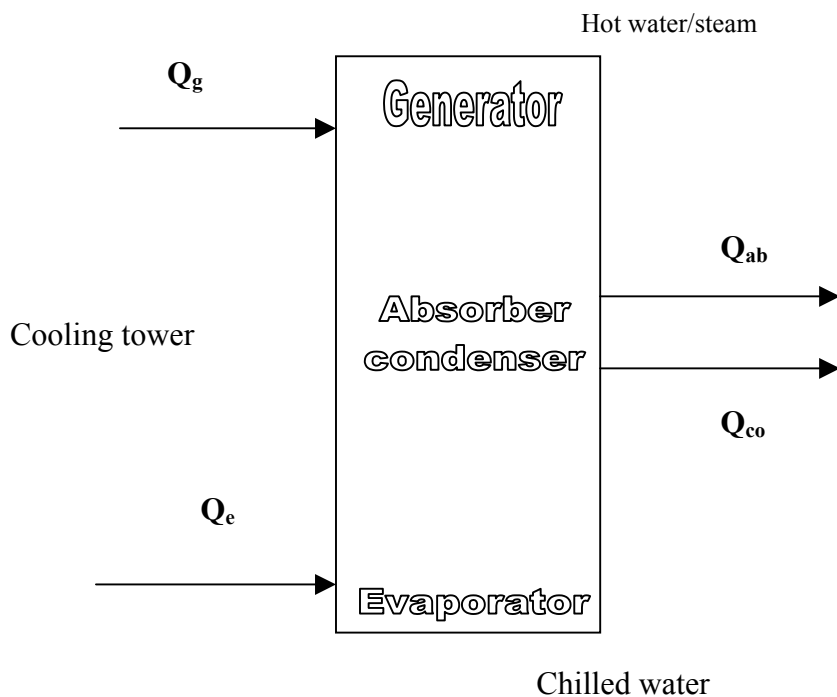 Hot water/steam
Qg
Generator
Qab
Absorber
condenser
Cooling tower
Qco
Qe
Evaporator
Chilled water